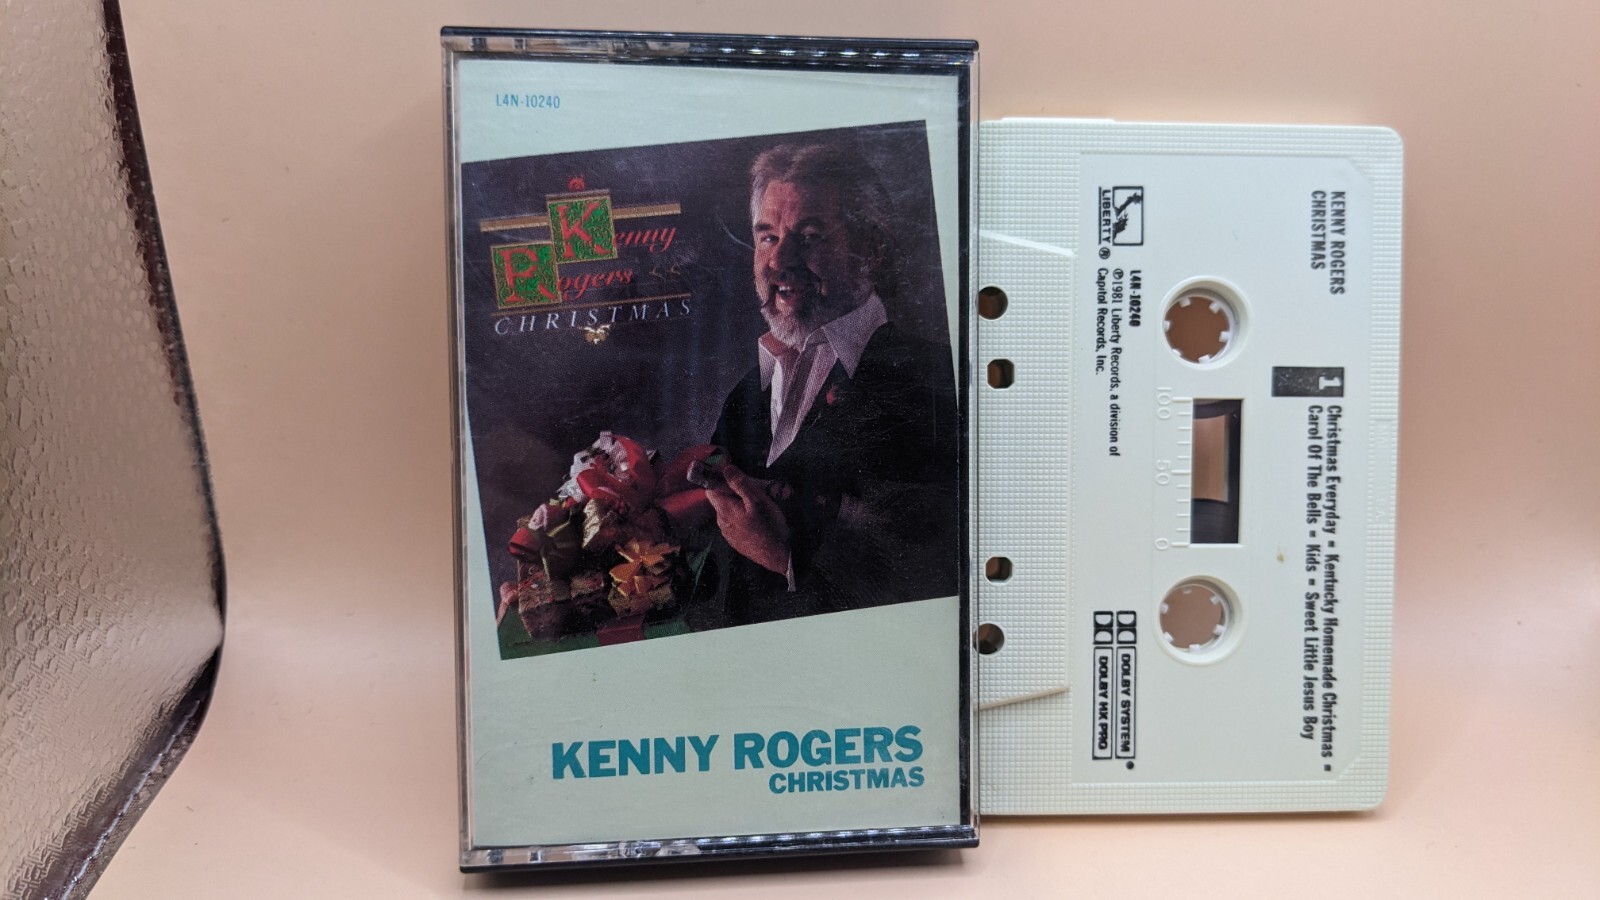 L4N-10240
Kenny
Rogers
CHRISTMAS
KENNY ROGERS
CHRISTMAS
KENNY ROGERS
CHRISTMAS
1
Christmas Everyday ▪ Kentucky Homemade Christmas ▪
Carol Of The Bells ▪ Kids ▪ Sweet Little Jesus Boy
100 50 0
LIBERTY®
L4N-10240
℗1981 Liberty Records, a division of
Capitol Records, Inc.
DOLBY SYSTEM
DOLBY HX PRO